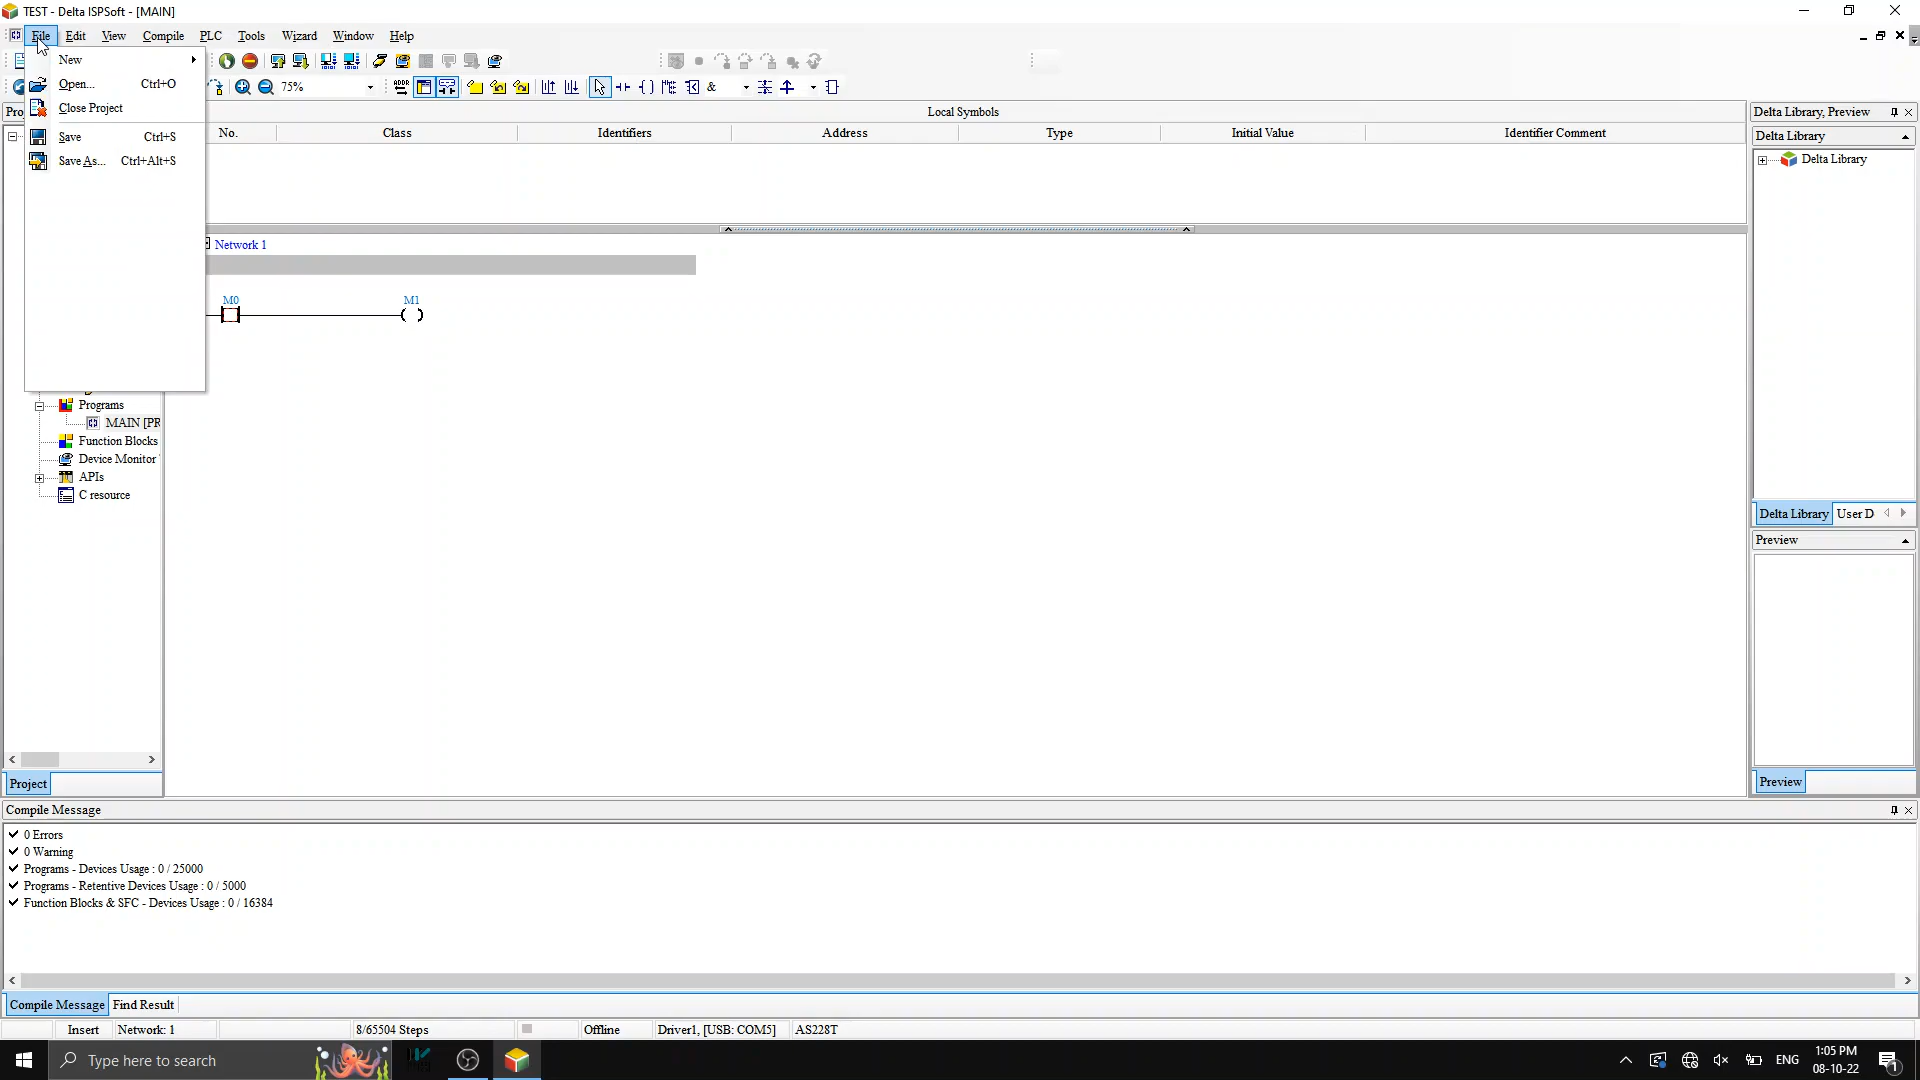 TEST - Delta ISPSoft - [MAIN]
File Edit View Compile PLC Tools Wizard Window Help
New
Open... Ctrl+O
Close Project
Save Ctrl+S
Save As... Ctrl+Alt+S
75%
&
Pro
Local Symbols
No. Class Identifiers Address Type Initial Value Identifier Comment
Network 1
M0 M1
Programs
MAIN [PR
Function Blocks
Device Monitor
APIs
C resource
Project
Delta Library, Preview
Delta Library
Delta Library
Delta Library User D
Preview
Preview
Compile Message
0 Errors
0 Warning
Programs - Devices Usage : 0 / 25000
Programs - Retentive Devices Usage : 0 / 5000
Function Blocks & SFC - Devices Usage : 0 / 16384
Compile Message Find Result
Insert Network: 1 8/65504 Steps Offline Driver1, [USB: COM5] AS228T
Type here to search
ENG
1:05 PM
08-10-22
1